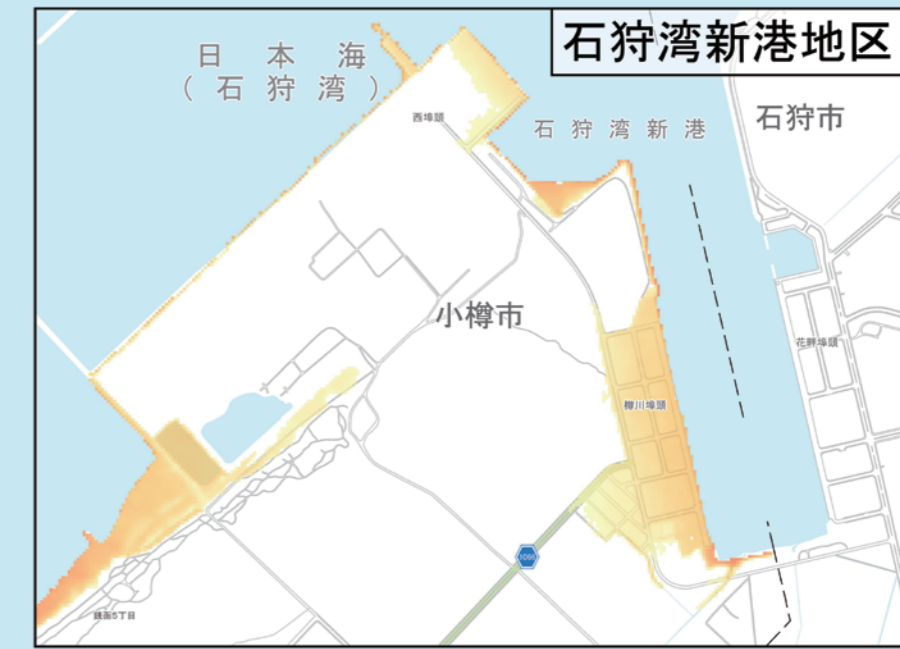 石狩湾新港地区
日本海
（石狩湾）
西埠頭
石狩湾新港
石狩市
小樽市
花畔埠頭
樽川埠頭
1086
銭函5丁目